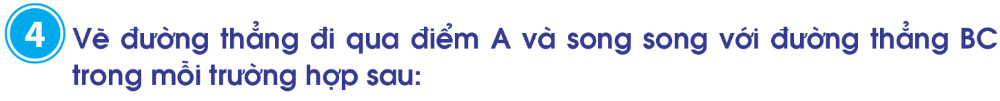 4 Vẽ đường thẳng đi qua điểm A và song song với đường thẳng BC
trong mỗi trường hợp sau: